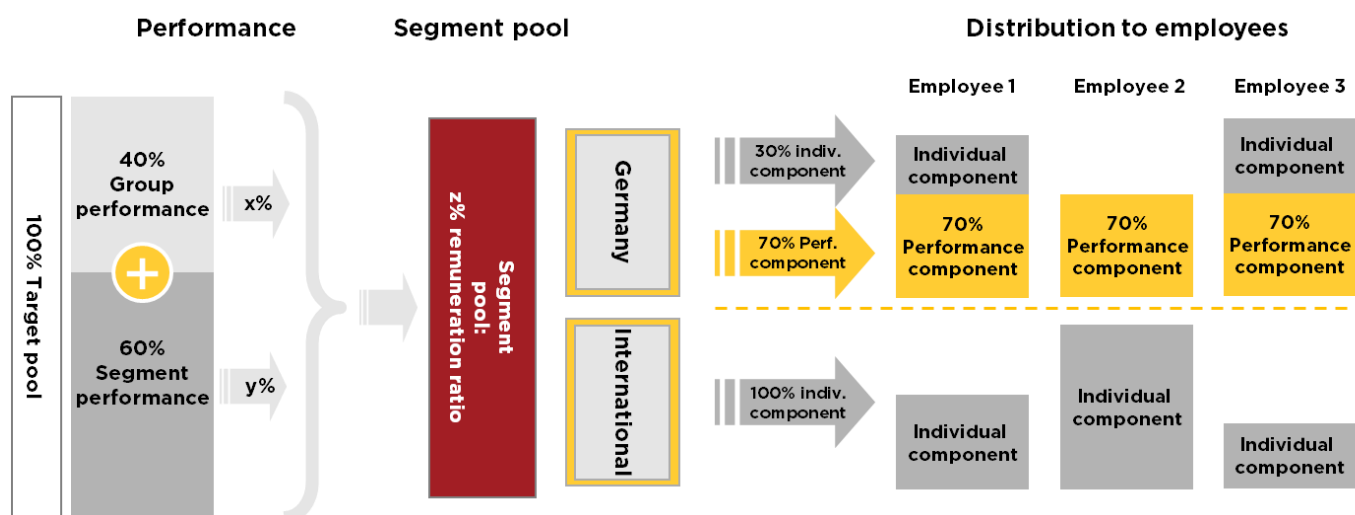 Performance
Segment pool
Distribution to employees
Employee 1
Employee 2
Employee 3
100% Target pool
40%
Group
performance
x%
+
60%
Segment
performance
y%
Segment
pool:
z% remuneration ratio
Germany
International
30% indiv.
component
70% Perf.
component
100% indiv.
component
Individual
component
70%
Performance
component
70%
Performance
component
Individual
component
70%
Performance
component
Individual
component
Individual
component
Individual
component